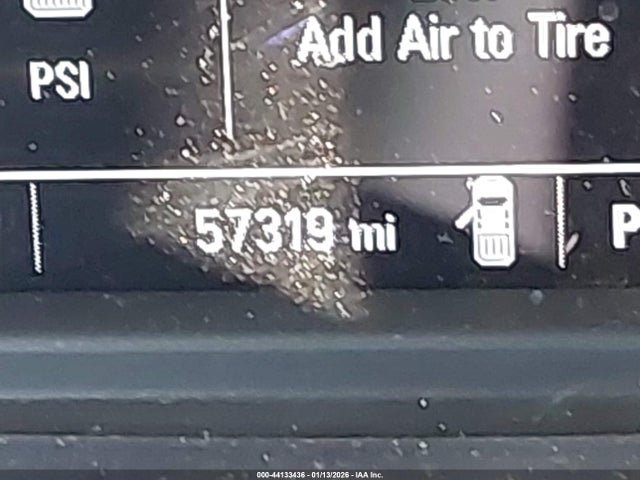 Add Air to Tire
PSI
57319 mi
P
000-44133436 - 01/13/2026 - IAA Inc.